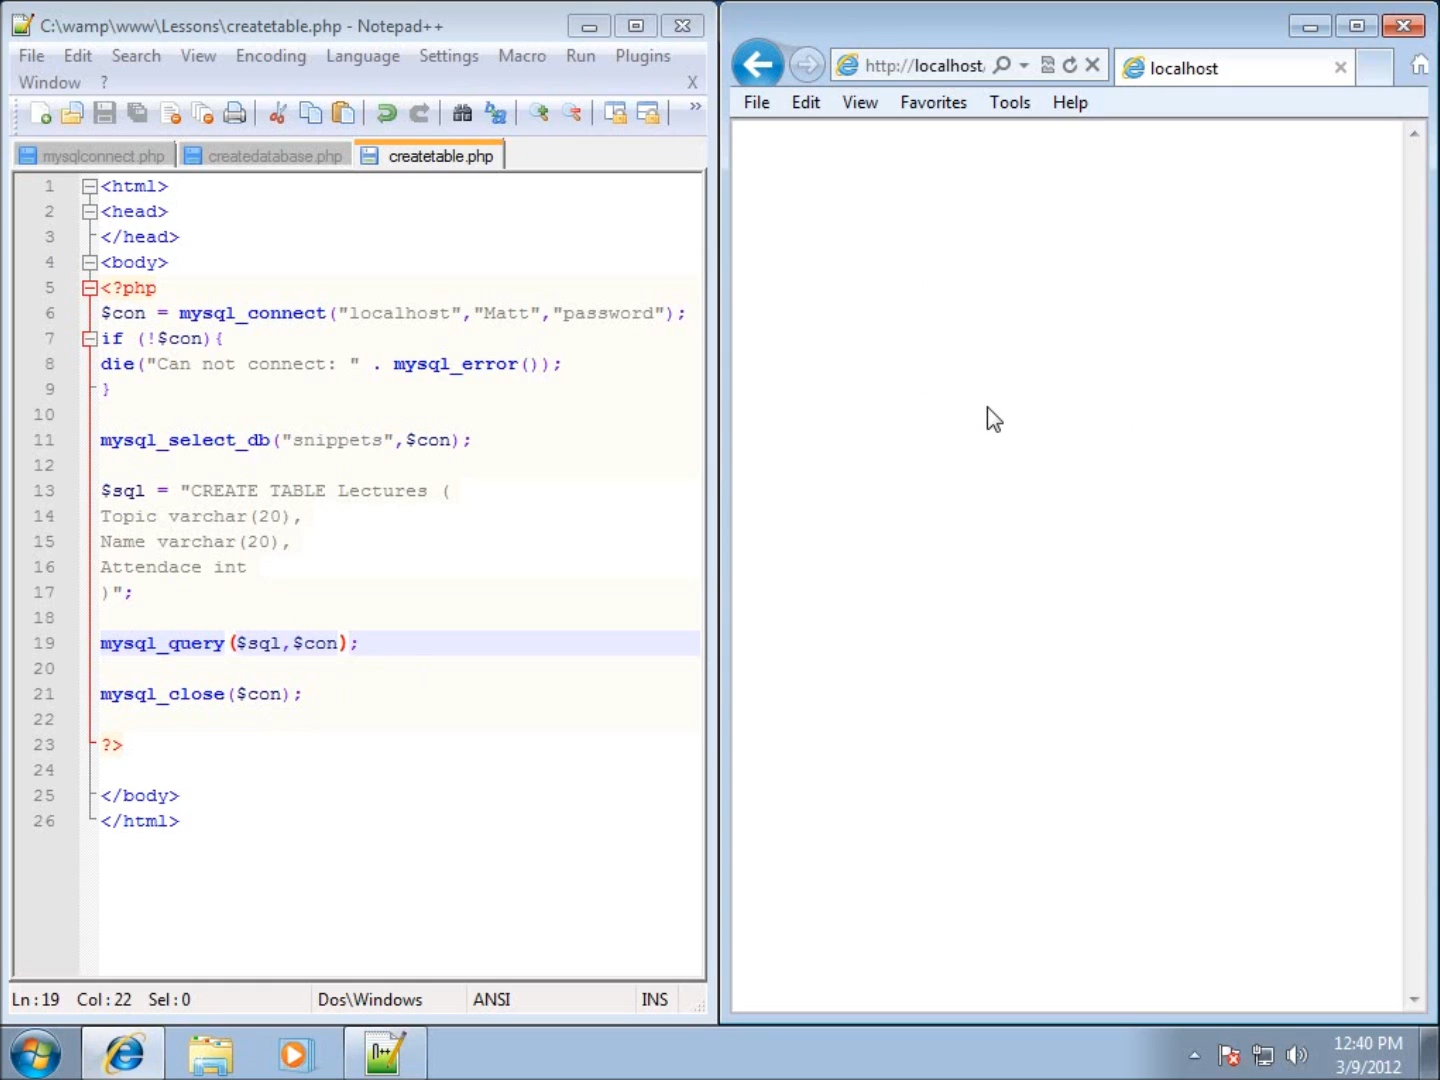 C:\wamp\www\Lessons\createtable.php - Notepad++
File Edit Search View Encoding Language Settings Macro Run Plugins
Window ? X
mysqlconnect.php createdatabase.php createtable.php
1 <html>
2 <head>
3 </head>
4 <body>
5 <?php
6 $con = mysql_connect("localhost","Matt","password");
7 if (!$con){
8 die("Can not connect: " . mysql_error());
9 }
10
11 mysql_select_db("snippets",$con);
12
13 $sql = "CREATE TABLE Lectures (
14 Topic varchar(20),
15 Name varchar(20),
16 Attendace int
17 )";
18
19 mysql_query($sql,$con);
20
21 mysql_close($con);
22
23 ?>
24
25 </body>
26 </html>
Ln:19 Col:22 Sel:0 Dos\Windows ANSI INS
http://localhost. localhost
File Edit View Favorites Tools Help
12:40 PM
3/9/2012